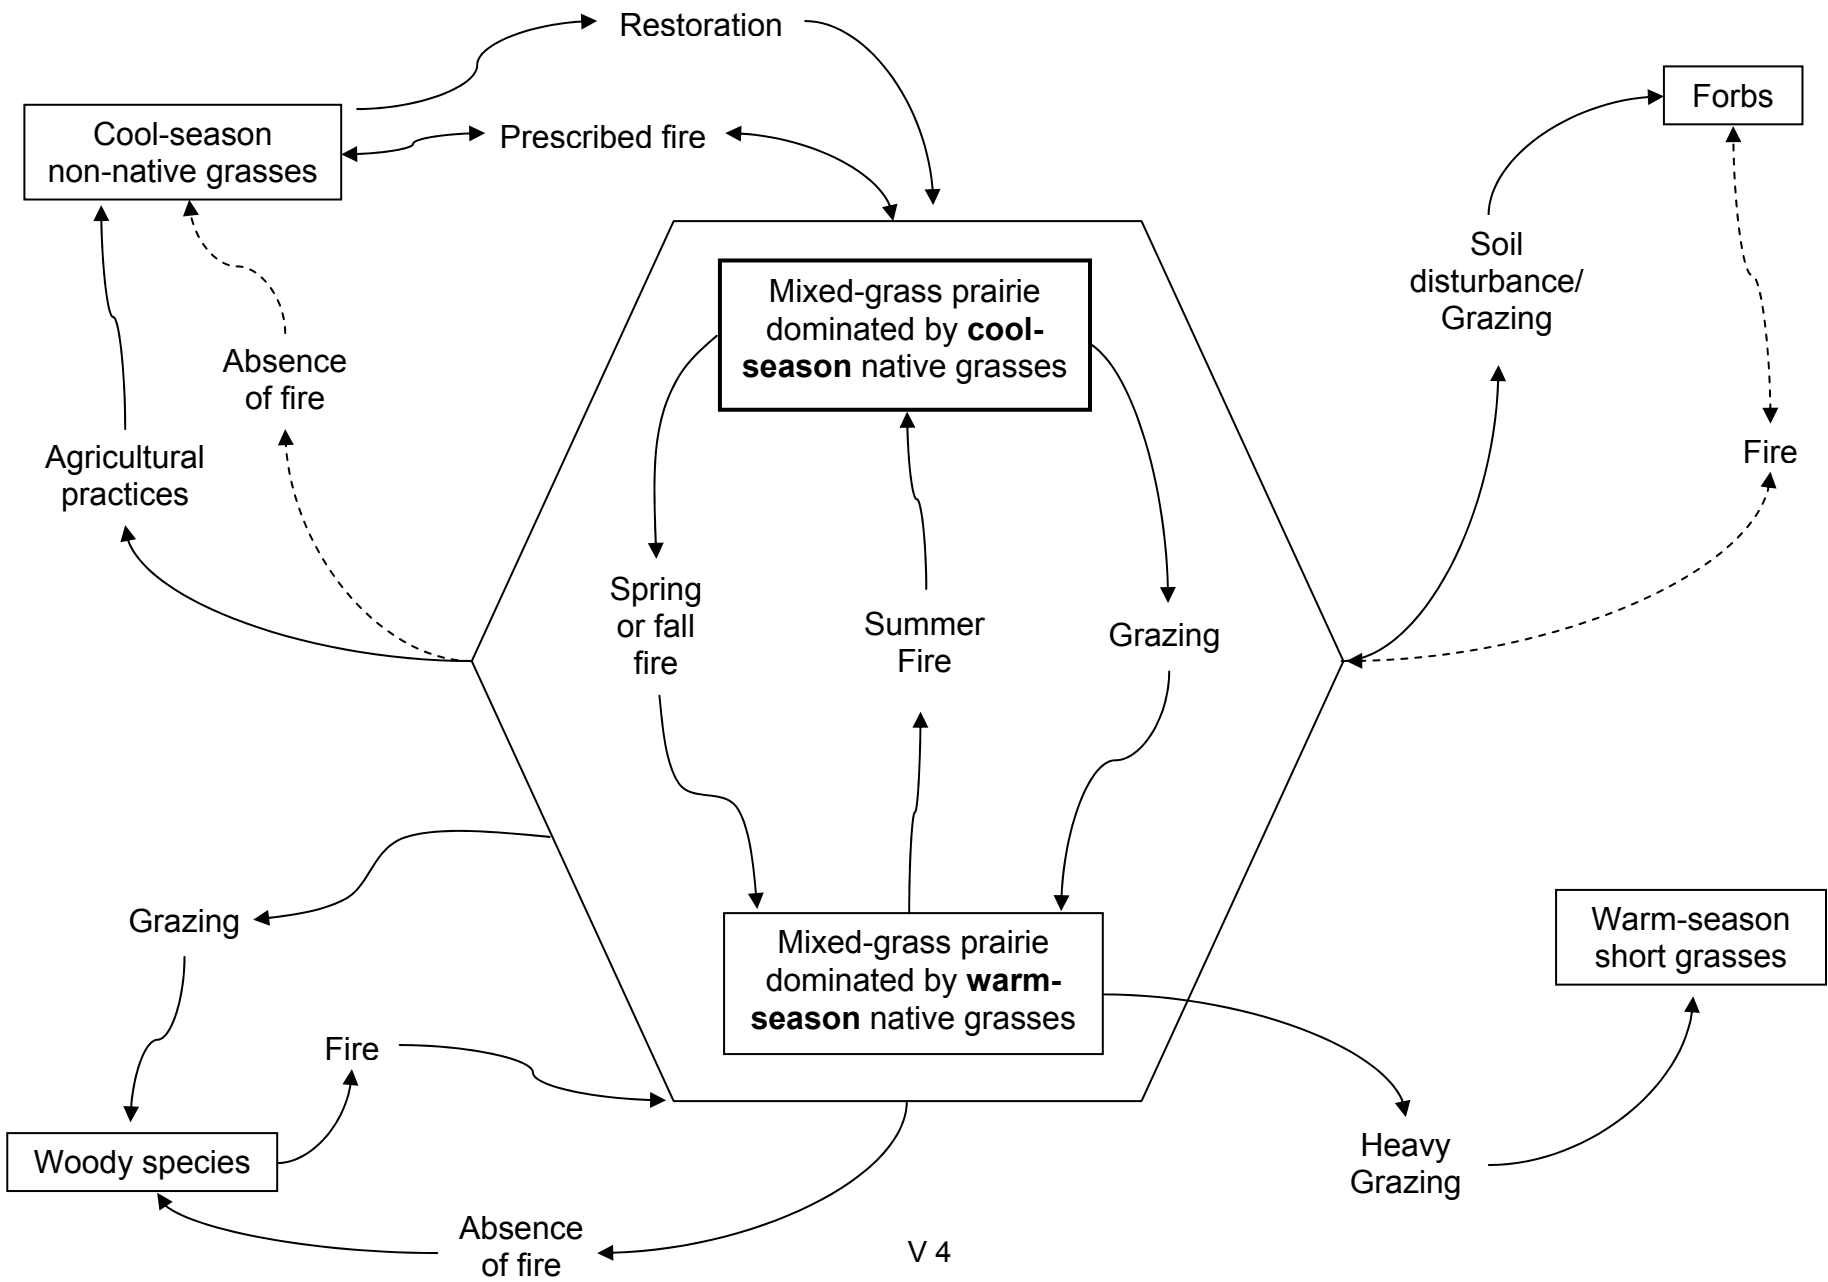 Restoration
Cool-season
non-native grasses
Prescribed fire
Forbs
Soil
disturbance/
Grazing
Mixed-grass prairie
dominated by cool-
season native grasses
Absence
of fire
Agricultural
practices
Fire
Spring
or fall
fire
Summer
Fire
Grazing
Grazing
Mixed-grass prairie
dominated by warm-
season native grasses
Warm-season
short grasses
Fire
Woody species
Heavy
Grazing
Absence
of fire
V 4